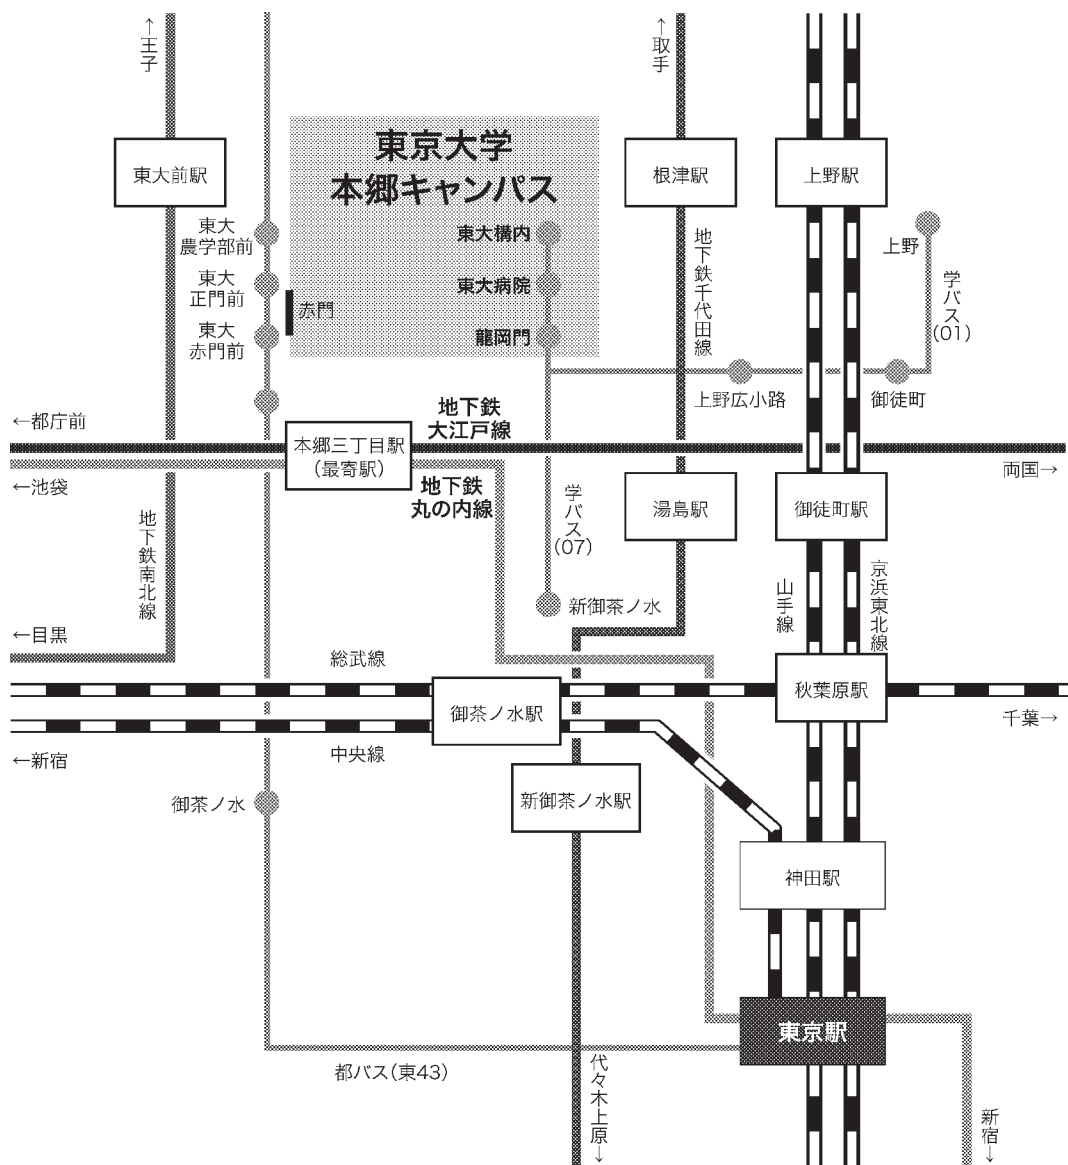 ↑王子
↑取手
東京大学
本郷キャンパス
東大前駅
根津駅
上野駅
東大
農学部前
東大構内
地下鉄千代田線
上野
東大
正門前
東大病院
学バス
(01)
赤門
東大
赤門前
龍岡門
上野広小路
御徒町
←都庁前
地下鉄
大江戸線
本郷三丁目駅
(最寄駅)
両国→
←池袋
地下鉄
丸の内線
学バス
(07)
湯島駅
御徒町駅
地下鉄南北線
山手線
京浜東北線
新御茶ノ水
←目黒
総武線
秋葉原駅
御茶ノ水駅
千葉→
←新宿
中央線
御茶ノ水
新御茶ノ水駅
神田駅
東京駅
都バス(東43)
代々木上原→
新宿→